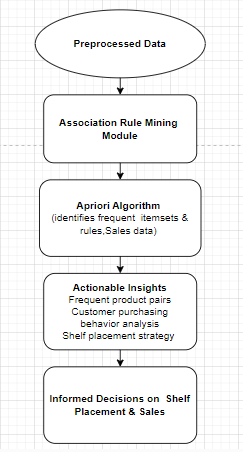 Preprocessed Data
Association Rule Mining
Module
Apriori Algorithm
(identifies frequent itemsets &
rules,Sales data)
Actionable Insights
Frequent product pairs
Customer purchasing
behavior analysis
Shelf placement strategy
Informed Decisions on Shelf
Placement & Sales